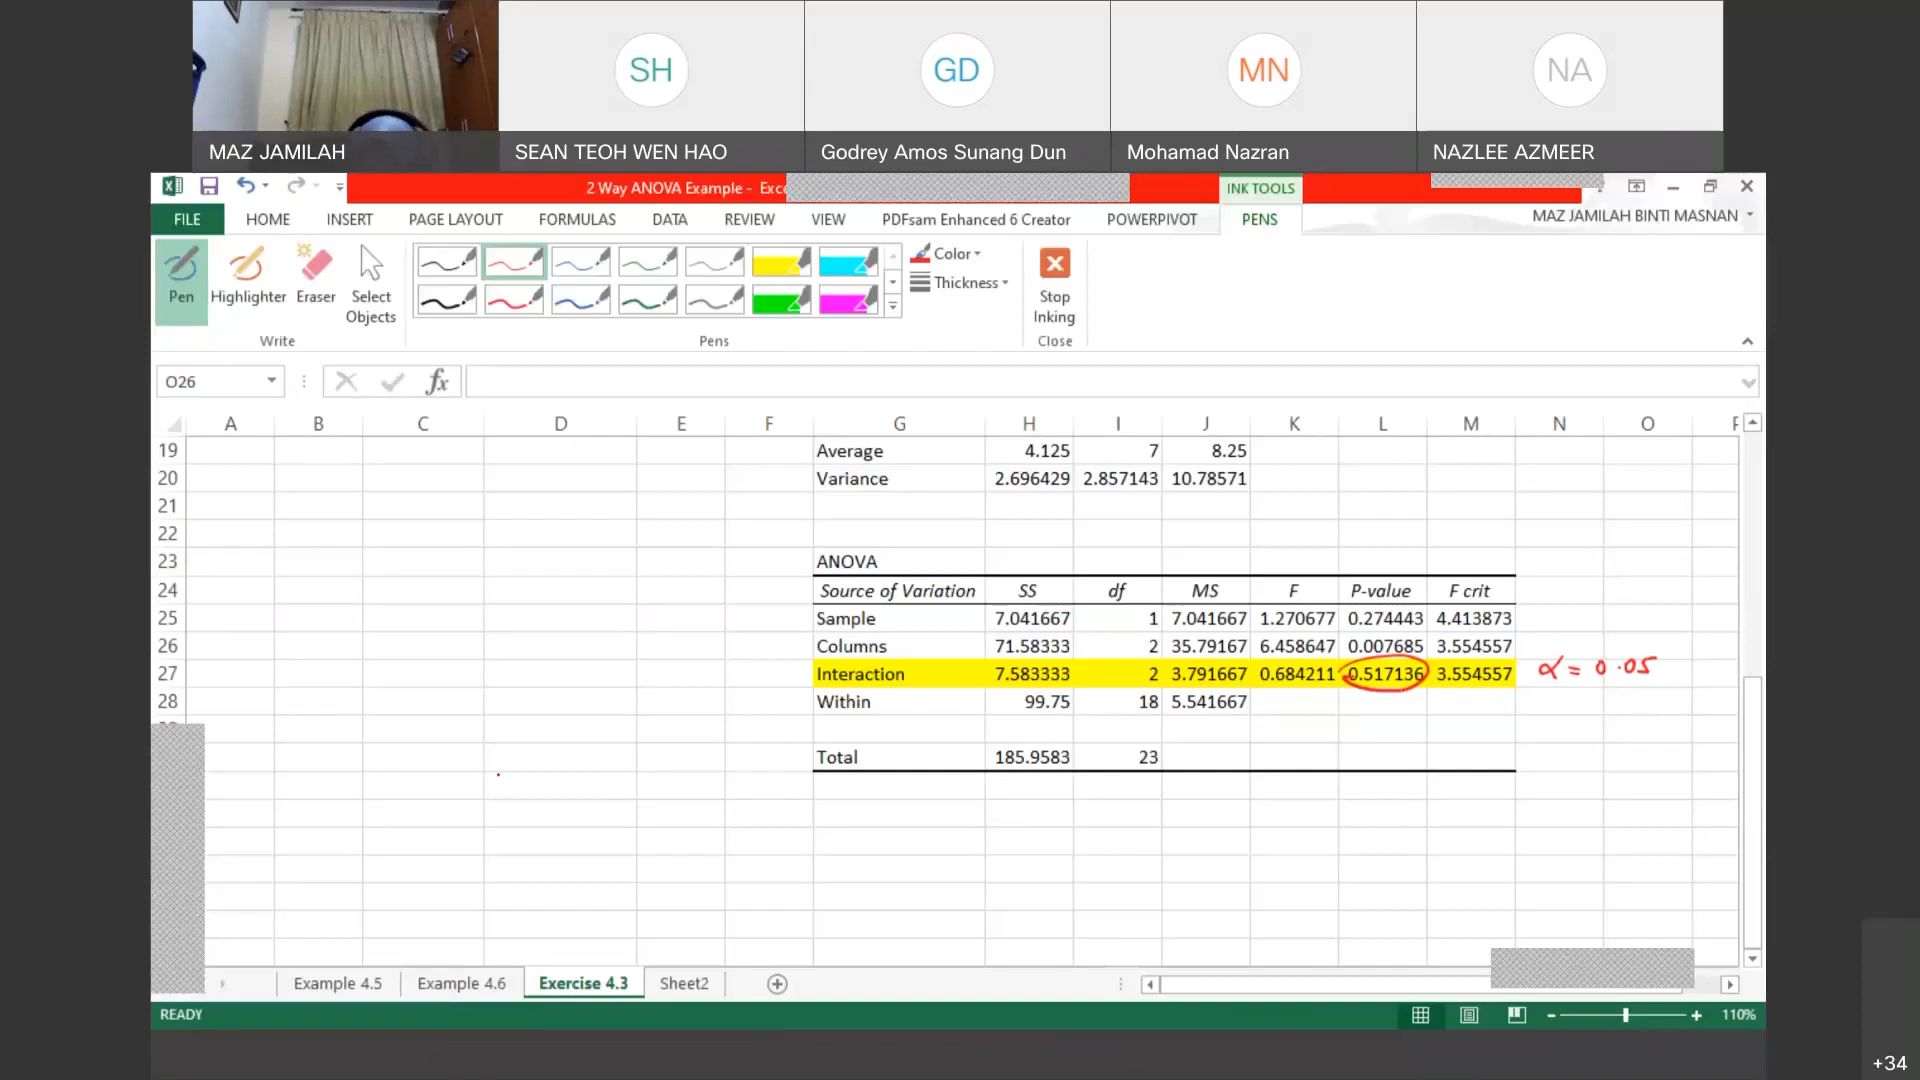 SH
GD
MN
NA
MAZ JAMILAH
SEAN TEOH WEN HAO
Godrey Amos Sunang Dun
Mohamad Nazran
NAZLEE AZMEER
2 Way ANOVA Example - Exce
INK TOOLS
FILE HOME INSERT PAGE LAYOUT FORMULAS DATA REVIEW VIEW PDFsam Enhanced 6 Creator POWERPIVOT PENS MAZ JAMILAH BINTI MASNAN
Pen Highlighter Eraser Select Objects
Color
Thickness
Stop Inking
Write Pens Close
O26 fx
A B C D E F G H I J K L M N O
19 Average 4.125 7 8.25
20 Variance 2.696429 2.857143 10.78571
21
22
23 ANOVA
24 Source of Variation SS df MS F P-value F crit
25 Sample 7.041667 1 7.041667 1.270677 0.274443 4.413873
26 Columns 71.58333 2 35.79167 6.458647 0.007685 3.554557
27 Interaction 7.583333 2 3.791667 0.684211 0.517136 3.554557 α = 0.05
28 Within 99.75 18 5.541667
Total 185.9583 23
Example 4.5 Example 4.6 Exercise 4.3 Sheet2
READY 110%
+34